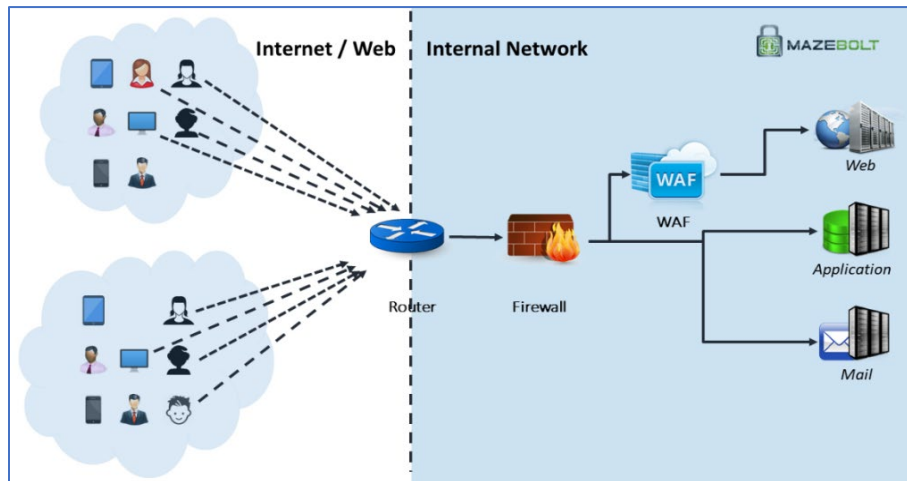 Internet / Web
Internal Network
MAZEBOLT
WAF
WAF
Web
Router
Firewall
Application
Mail